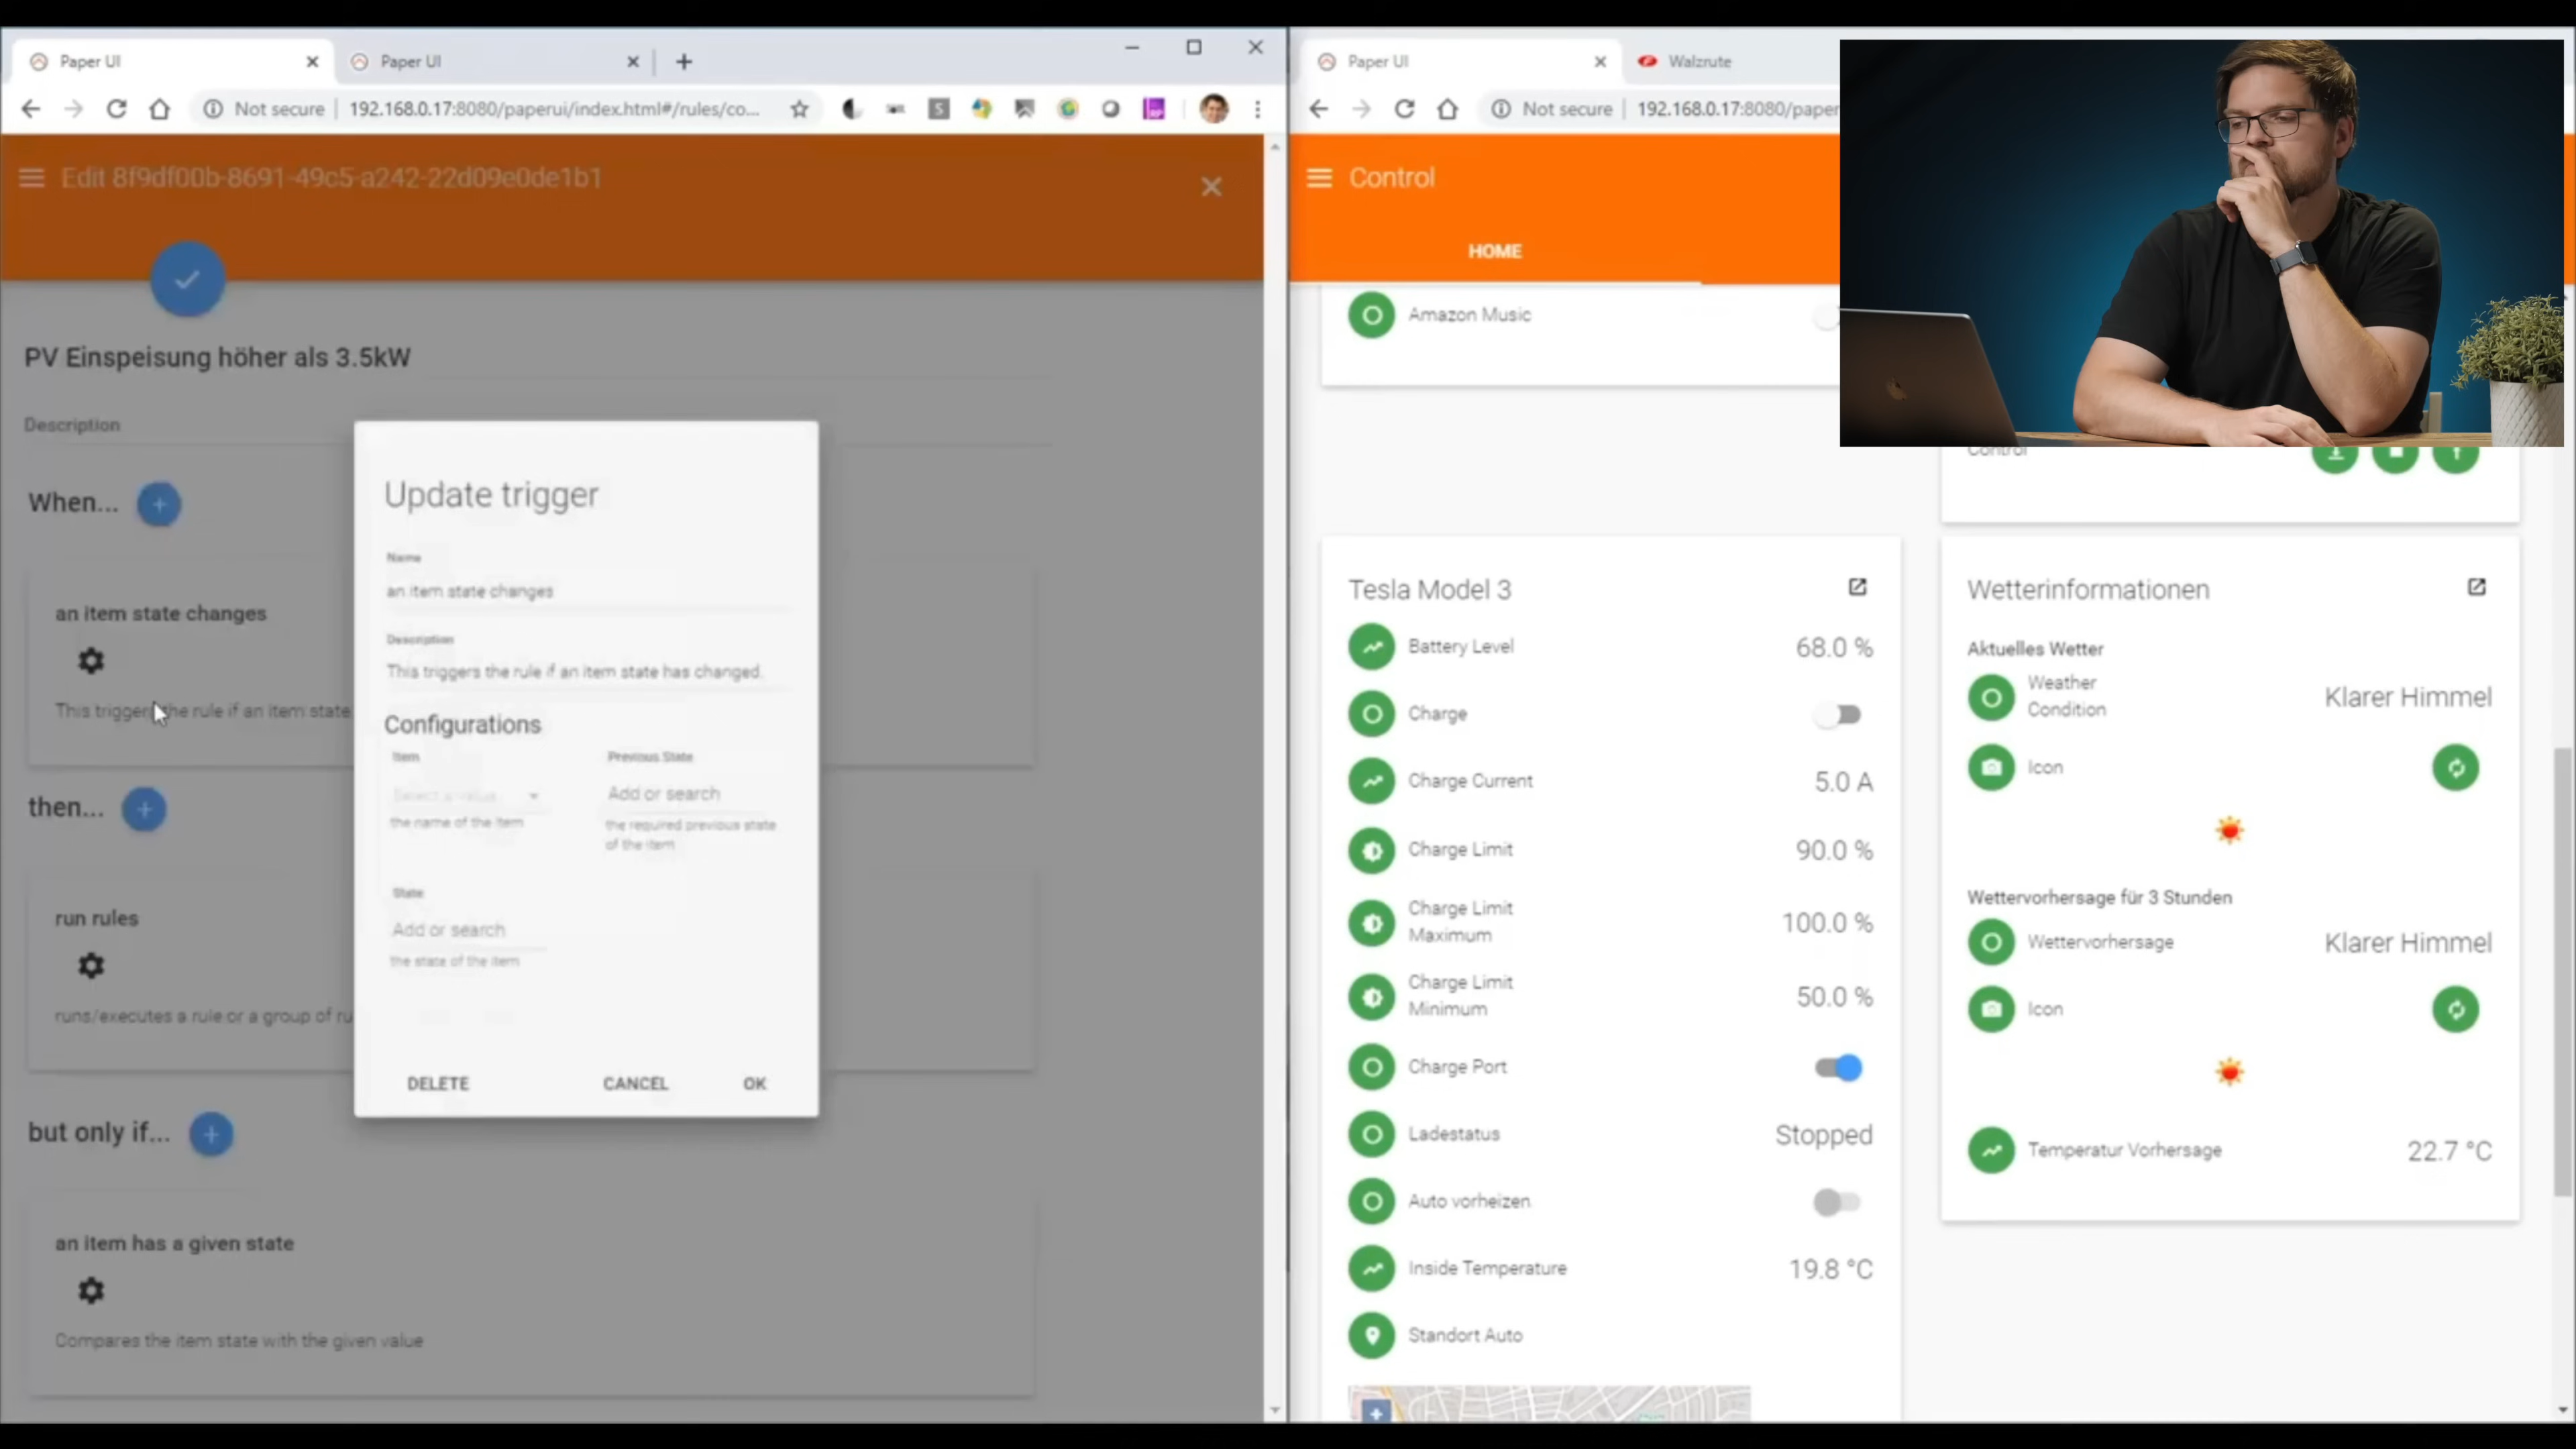 Paper UI
Paper UI
Not secure
192.168.0.17:8080/paperui/index.html#/rules/co...
Edit 8f9df00b-8691-49c5-a242-22d09e0de1b1
PV Einspeisung höher als 3.5kW
Description
When...
an item state changes
This triggers the rule if an item state
then...
run rules
runs/executes a rule or a group of ru
but only if...
an item has a given state
Compares the item state with the given value
Update trigger
Name
an item state changes
Description
This triggers the rule if an item state has changed.
Configurations
Item
Previous State
Select a value
Add or search
the name of the item
the required previous state
of the item
State
Add or search
the state of the item
DELETE
CANCEL
OK
Paper UI
Walzrute
Not secure
192.168.0.17:8080/paper
Control
HOME
Amazon Music
Control
Tesla Model 3
Battery Level
68.0 %
Charge
Charge Current
5.0 A
Charge Limit
90.0 %
Charge Limit
Maximum
100.0 %
Charge Limit
Minimum
50.0 %
Charge Port
Ladestatus
Stopped
Auto vorheizen
Inside Temperature
19.8 °C
Standort Auto
Wetterinformationen
Aktuelles Wetter
Weather
Condition
Klarer Himmel
Icon
Wettervorhersage für 3 Stunden
Wettervorhersage
Klarer Himmel
Icon
Temperatur Vorhersage
22.7 °C